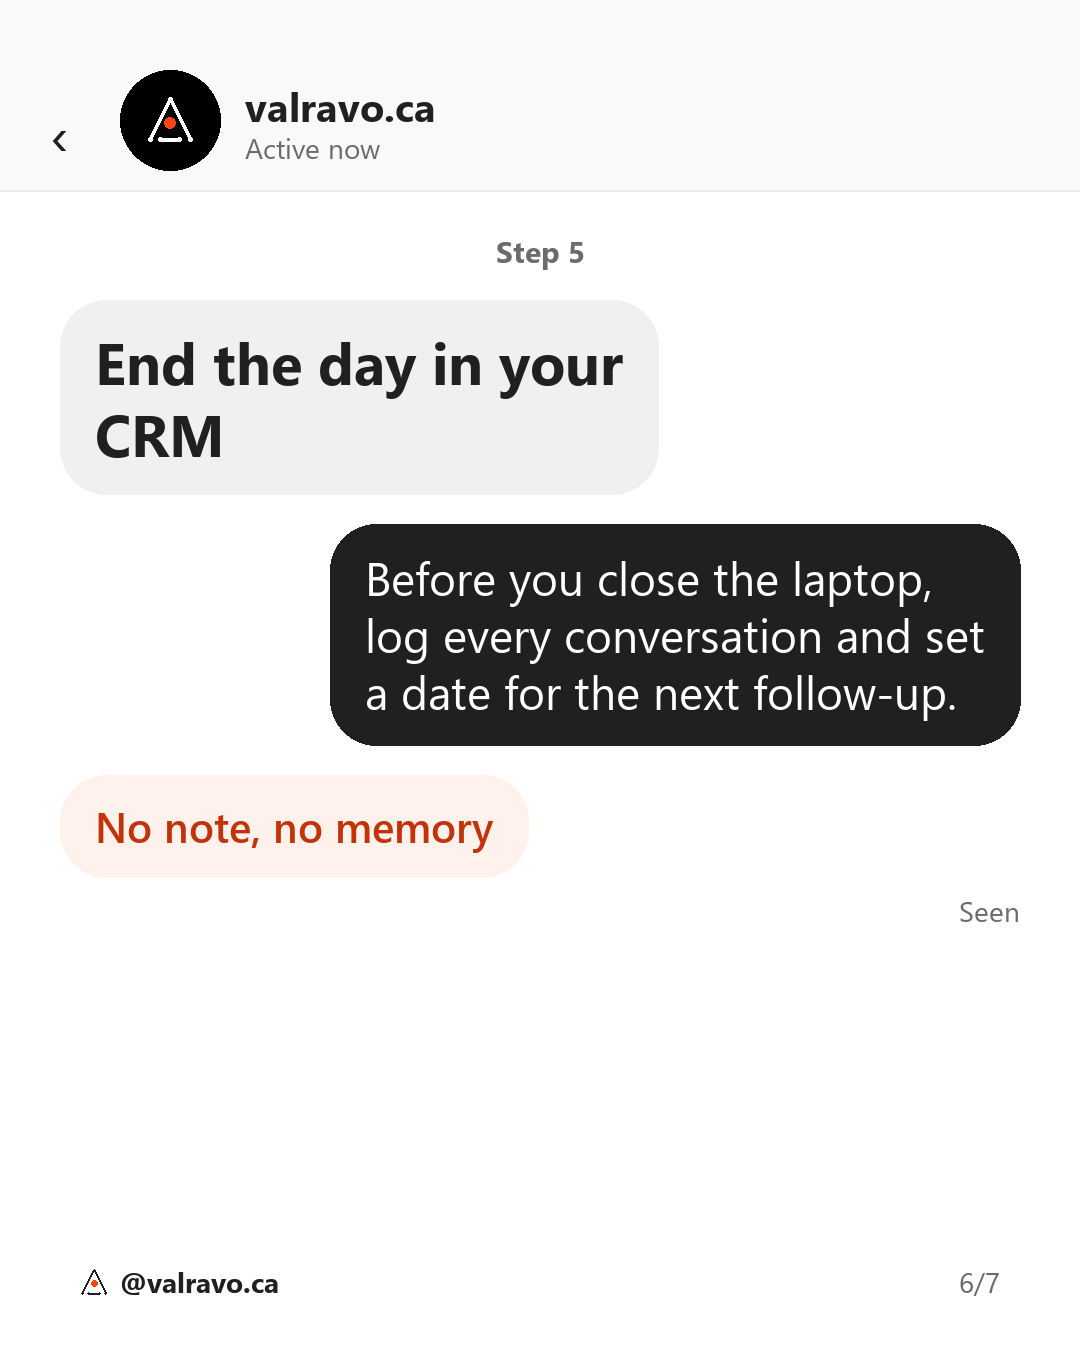 valravo.ca
Active now
Step 5
End the day in your
CRM
Before you close the laptop,
log every conversation and set
a date for the next follow-up.
No note, no memory
Seen
@valravo.ca
6/7